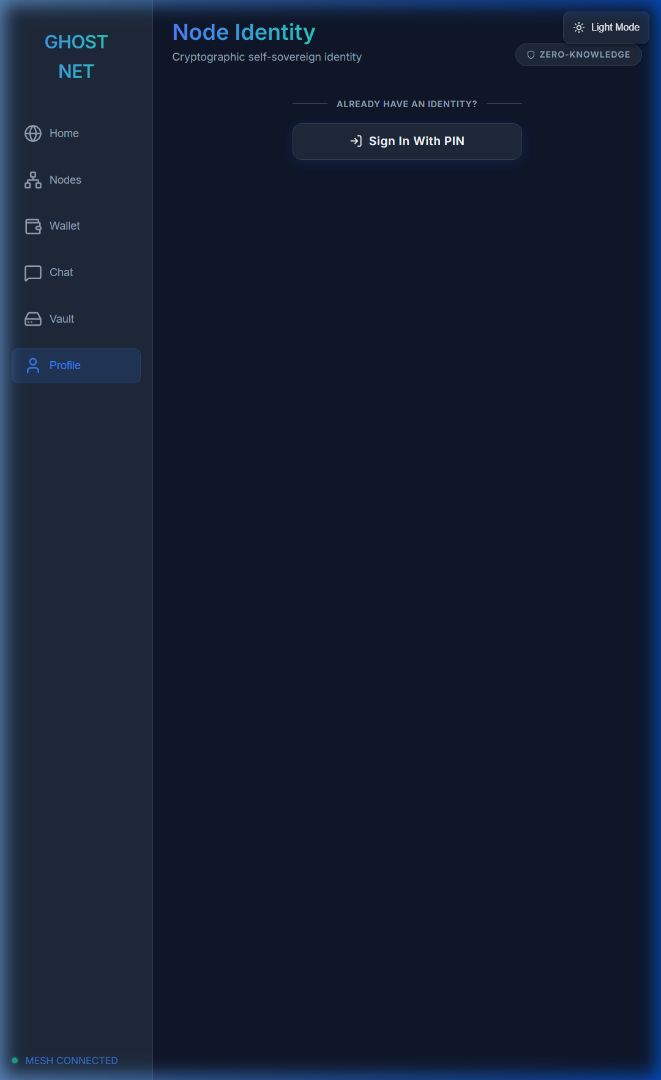 GHOST
NET
Home
Nodes
Wallet
Chat
Vault
Profile
MESH CONNECTED
Node Identity
Cryptographic self-sovereign identity
Light Mode
ZERO-KNOWLEDGE
ALREADY HAVE AN IDENTITY?
Sign In With PIN